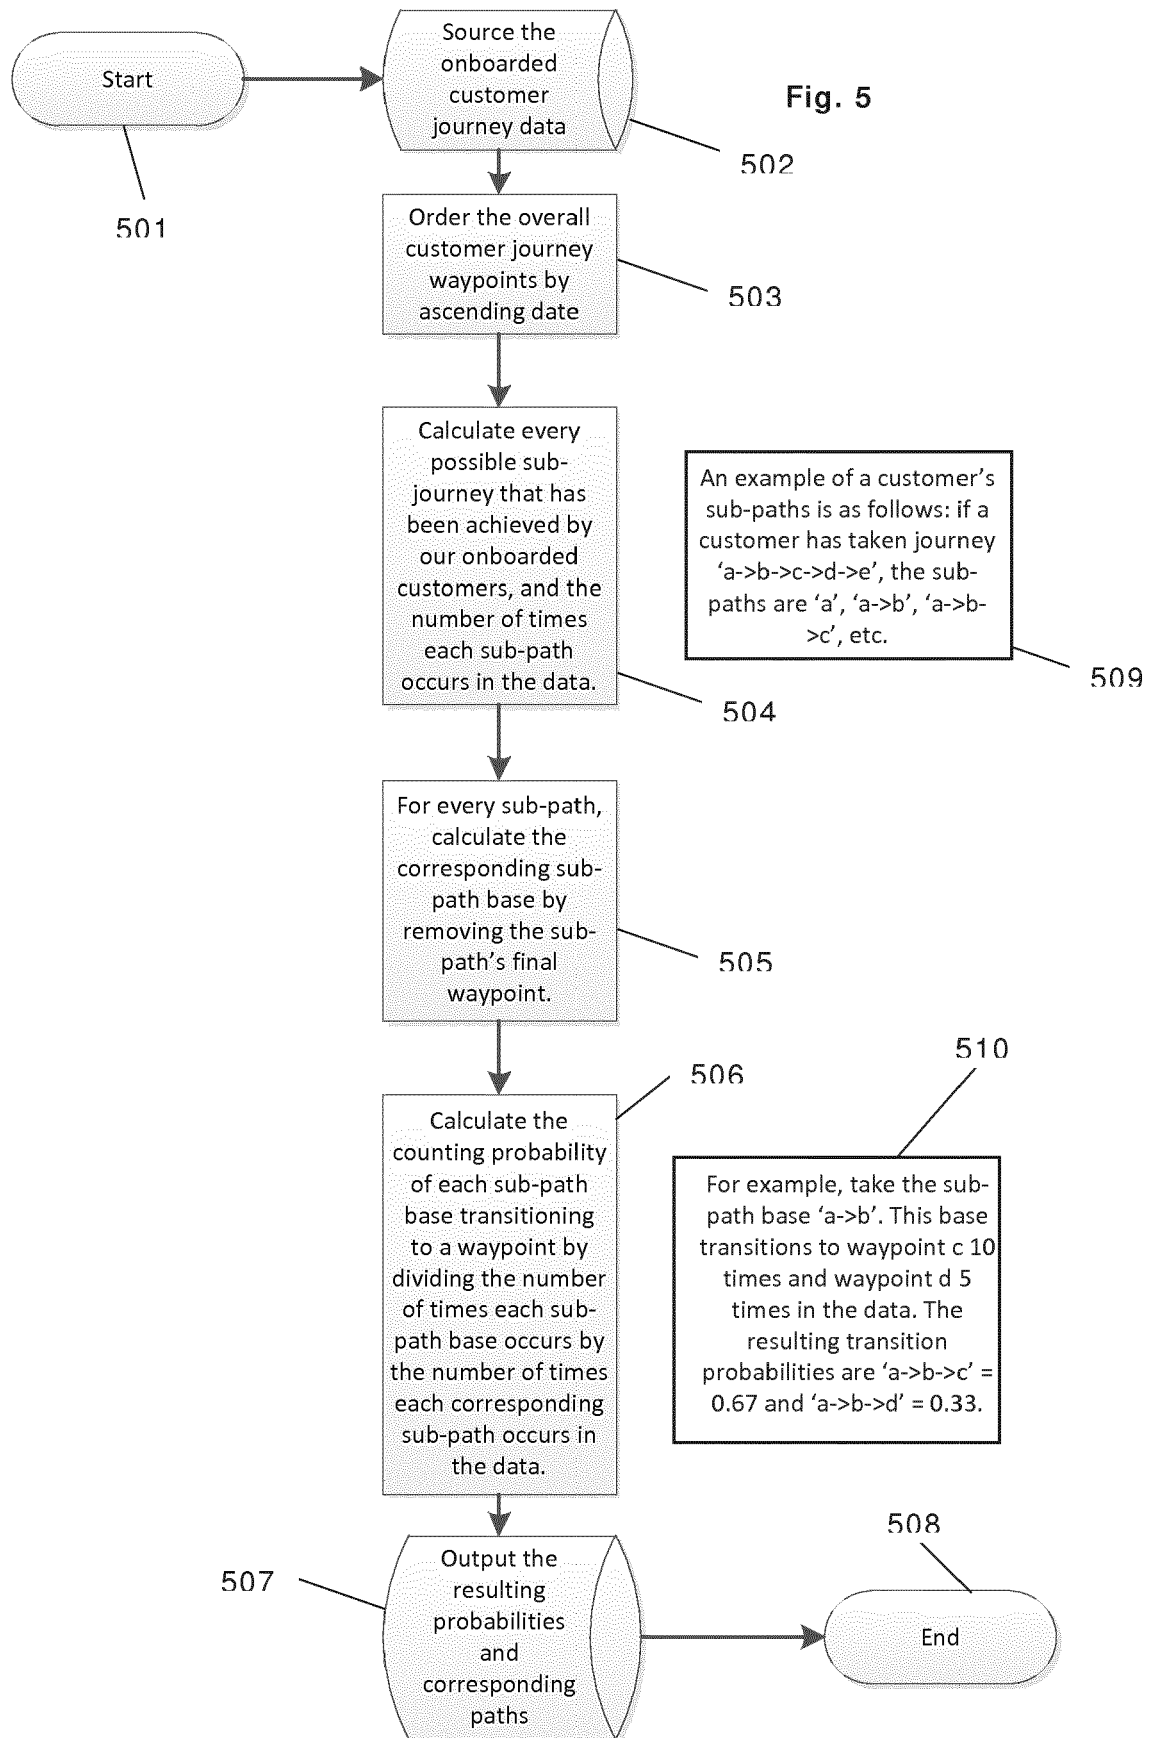 Start
Source the
onboarded
customer
journey data
Fig. 5
502
501
Order the overall
customer journey
waypoints by
ascending date
503
Calculate every
possible sub-
journey that has
been achieved by
our onboarded
customers, and the
number of times
each sub-path
occurs in the data.
504
An example of a customer’s
sub-paths is as follows: if a
customer has taken journey
‘a->b->c->d->e’, the sub-
paths are ‘a’, ‘a->b’, ‘a->b-
>c’, etc.
509
For every sub-path,
calculate the
corresponding sub-
path base by
removing the sub-
path’s final
waypoint.
505
506
Calculate the
counting probability
of each sub-path
base transitioning
to a waypoint by
dividing the number
of times each sub-
path base occurs by
the number of times
each corresponding
sub-path occurs in
the data.
510
For example, take the sub-
path base ‘a->b’. This base
transitions to waypoint c 10
times and waypoint d 5
times in the data. The
resulting transition
probabilities are ‘a->b->c’ =
0.67 and ‘a->b->d’ = 0.33.
507
Output the
resulting
probabilities
and
corresponding
paths
508
End